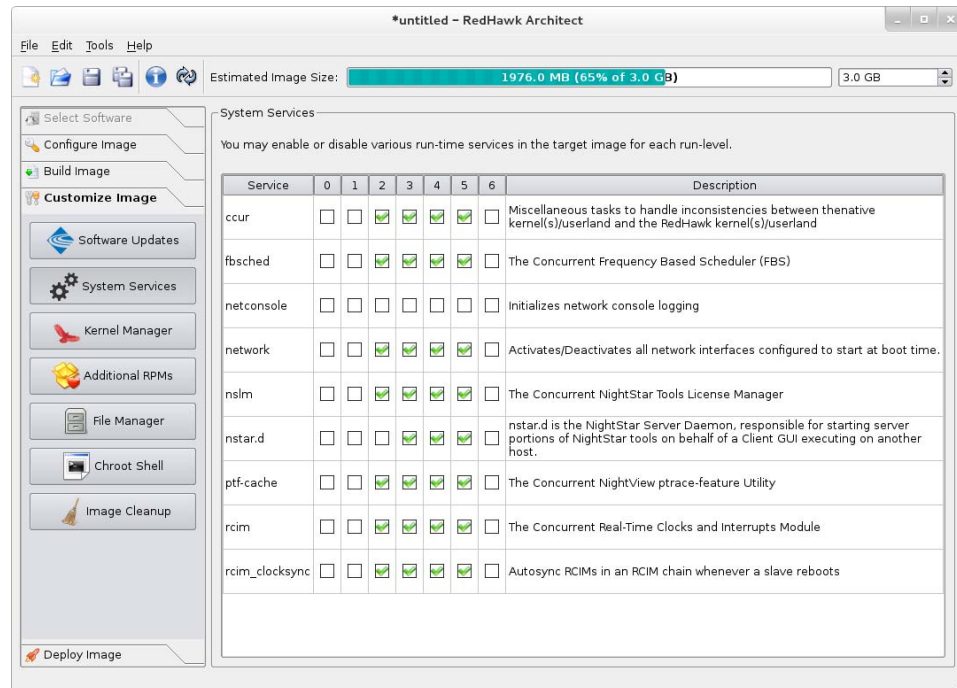 *untitled – RedHawk Architect
File Edit Tools Help
Estimated Image Size: 1976.0 MB (65% of 3.0 GB) 3.0 GB
Select Software
Configure Image
Build Image
Customize Image
Software Updates
System Services
Kernel Manager
Additional RPMs
File Manager
Chroot Shell
Image Cleanup
Deploy Image
System Services
You may enable or disable various run-time services in the target image for each run-level.
Service 0 1 2 3 4 5 6 Description
ccur Miscellaneous tasks to handle inconsistencies between thenative
kernel(s)/userland and the RedHawk kernel(s)/userland
fbsched The Concurrent Frequency Based Scheduler (FBS)
netconsole Initializes network console logging
network Activates/Deactivates all network interfaces configured to start at boot time.
nslm The Concurrent NightStar Tools License Manager
nstar.d nstar.d is the NightStar Server Daemon, responsible for starting server
portions of NightStar tools on behalf of a Client GUI executing on another
host.
ptf-cache The Concurrent NightView ptrace-feature Utility
rcim The Concurrent Real-Time Clocks and Interrupts Module
rcim_clocksync Autosync RCIMs in an RCIM chain whenever a slave reboots